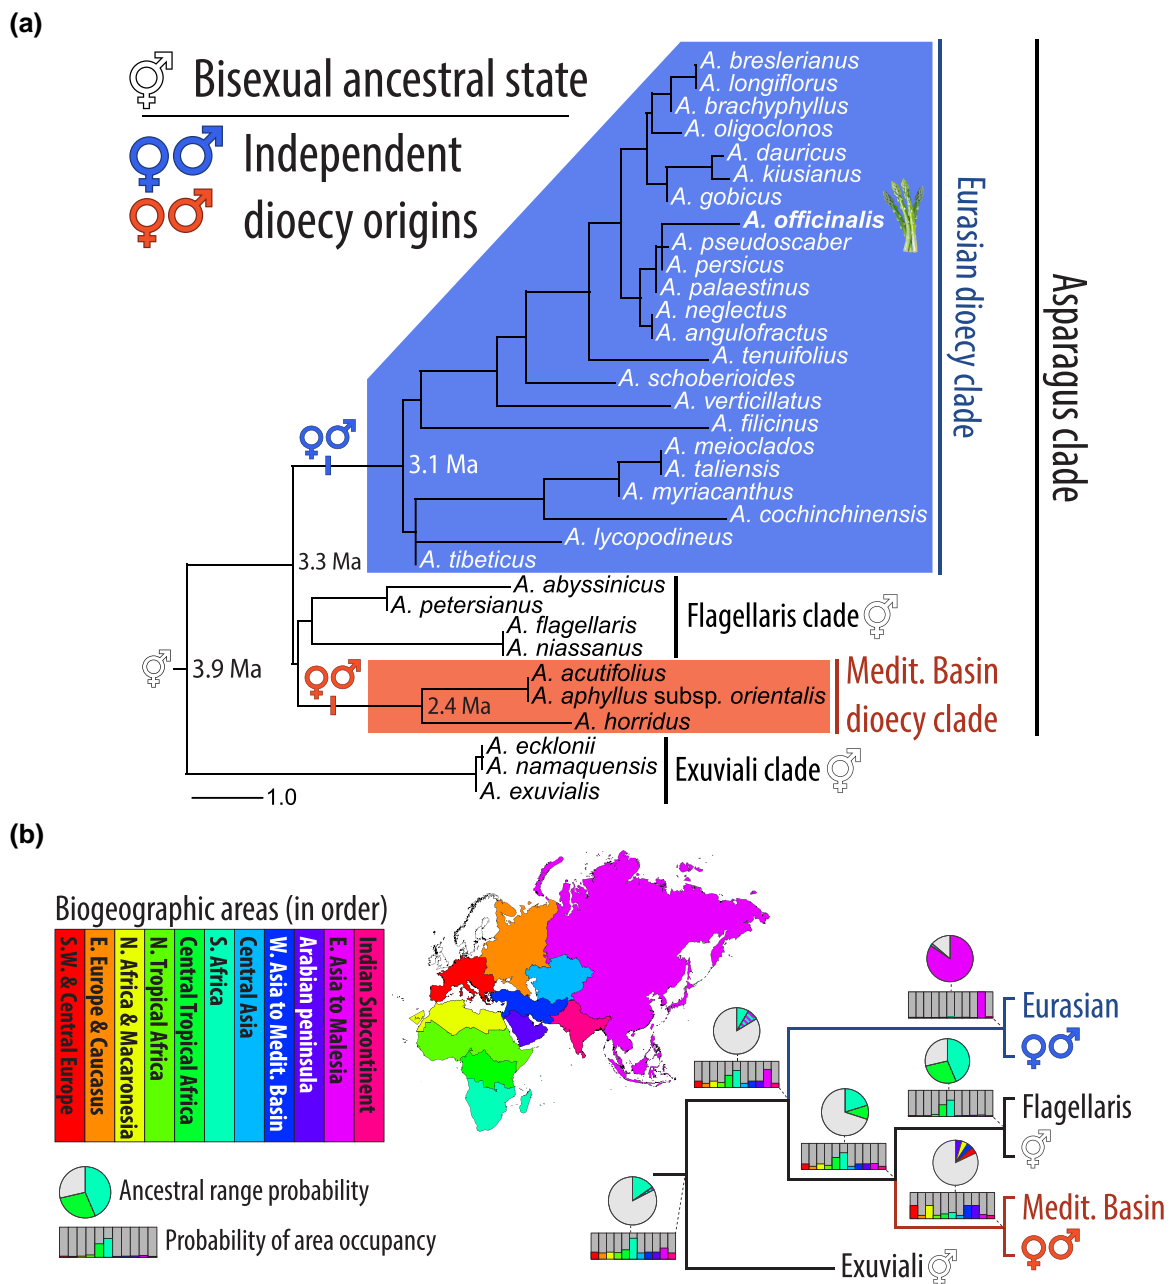 (a)
Bisexual ancestral state
Independent
dioecy origins
A. breslerianus
A. longiflorus
A. brachyphyllus
A. oligoclonos
A. dauricus
A. kiusianus
A. gobicus
A. officinalis
A. pseudoscaber
A. persicus
A. palaestinus
A. neglectus
A. angulofractus
A. tenuifolius
A. schoberioides
A. verticillatus
A. filicinus
A. meioclados
A. taliensis
A. myriacanthus
A. cochinchinensis
A. lycopodineus
A. tibeticus
Eurasian dioecy clade
Asparagus clade
3.1 Ma
3.3 Ma
3.9 Ma
A. abyssinicus
A. petersianus
A. flagellaris
A. niassanus
Flagellaris clade
A. acutifolius
A. aphyllus subsp. orientalis
A. horridus
2.4 Ma
Medit. Basin
dioecy clade
A. ecklonii
A. namaquensis
A. exuvialis
Exuviali clade
1.0
(b)
Biogeographic areas (in order)
S.W. & Central Europe
E. Europe & Caucasus
N. Africa & Macaronesia
N. Tropical Africa
Central Tropical Africa
S. Africa
Central Asia
W. Asia to Medit. Basin
Arabian peninsula
E. Asia to Malesia
Indian Subcontinent
Ancestral range probability
Probability of area occupancy
Eurasian
Flagellaris
Medit. Basin
Exuviali